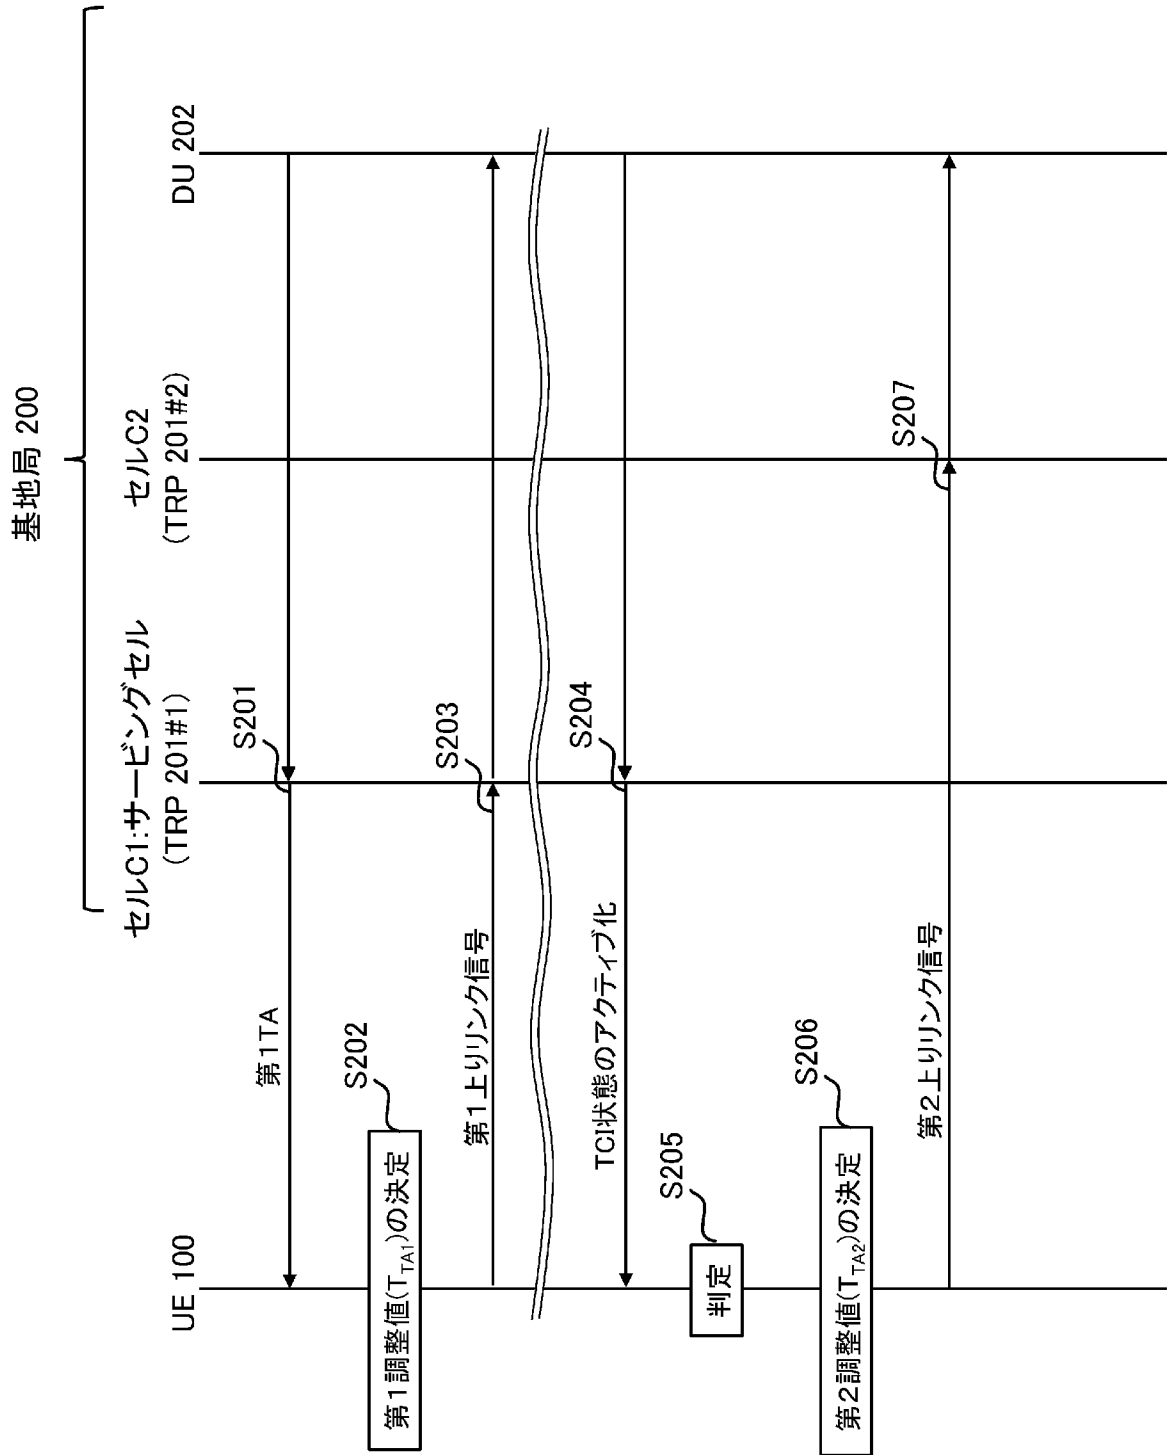 基地局 200
UE 100
セルC1:サービングセル
(TRP 201#1)
セルC2
(TRP 201#2)
DU 202
第1TA
S201
第1調整値(TTA1)の決定
S202
第1上りリンク信号
S203
TCI状態のアクティブ化
S204
判定
S205
第2調整値(TTA2)の決定
S206
第2上りリンク信号
S207